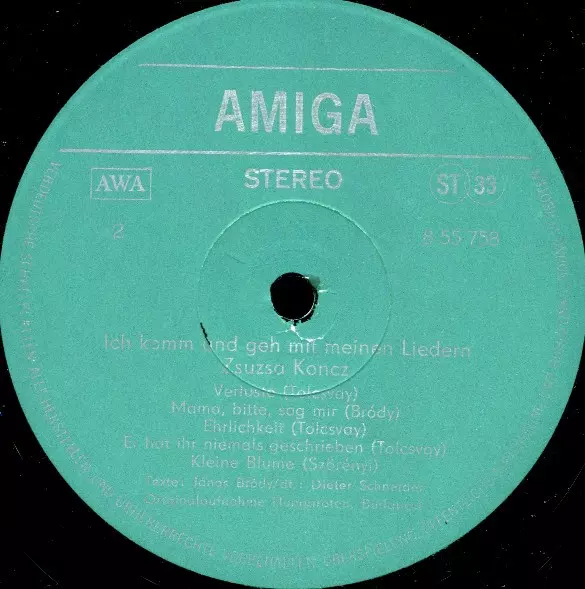 AMIGA
AWA STEREO ST 33
2 8 55 758
Ich komm und geh mit meinen Liedern
Zsuzsa Koncz
Verluste (Tolcsvay)
Mama, bitte, sag mir (Bródy)
Ehrlichkeit (Tolcsvay)
Er hat ihr niemals geschrieben (Tolcsvay)
Kleine Blume (Szörényi)
Texte: János Bródy/dt.: Dieter Schneider
Originalaufnahme Hungaroton, Budapest